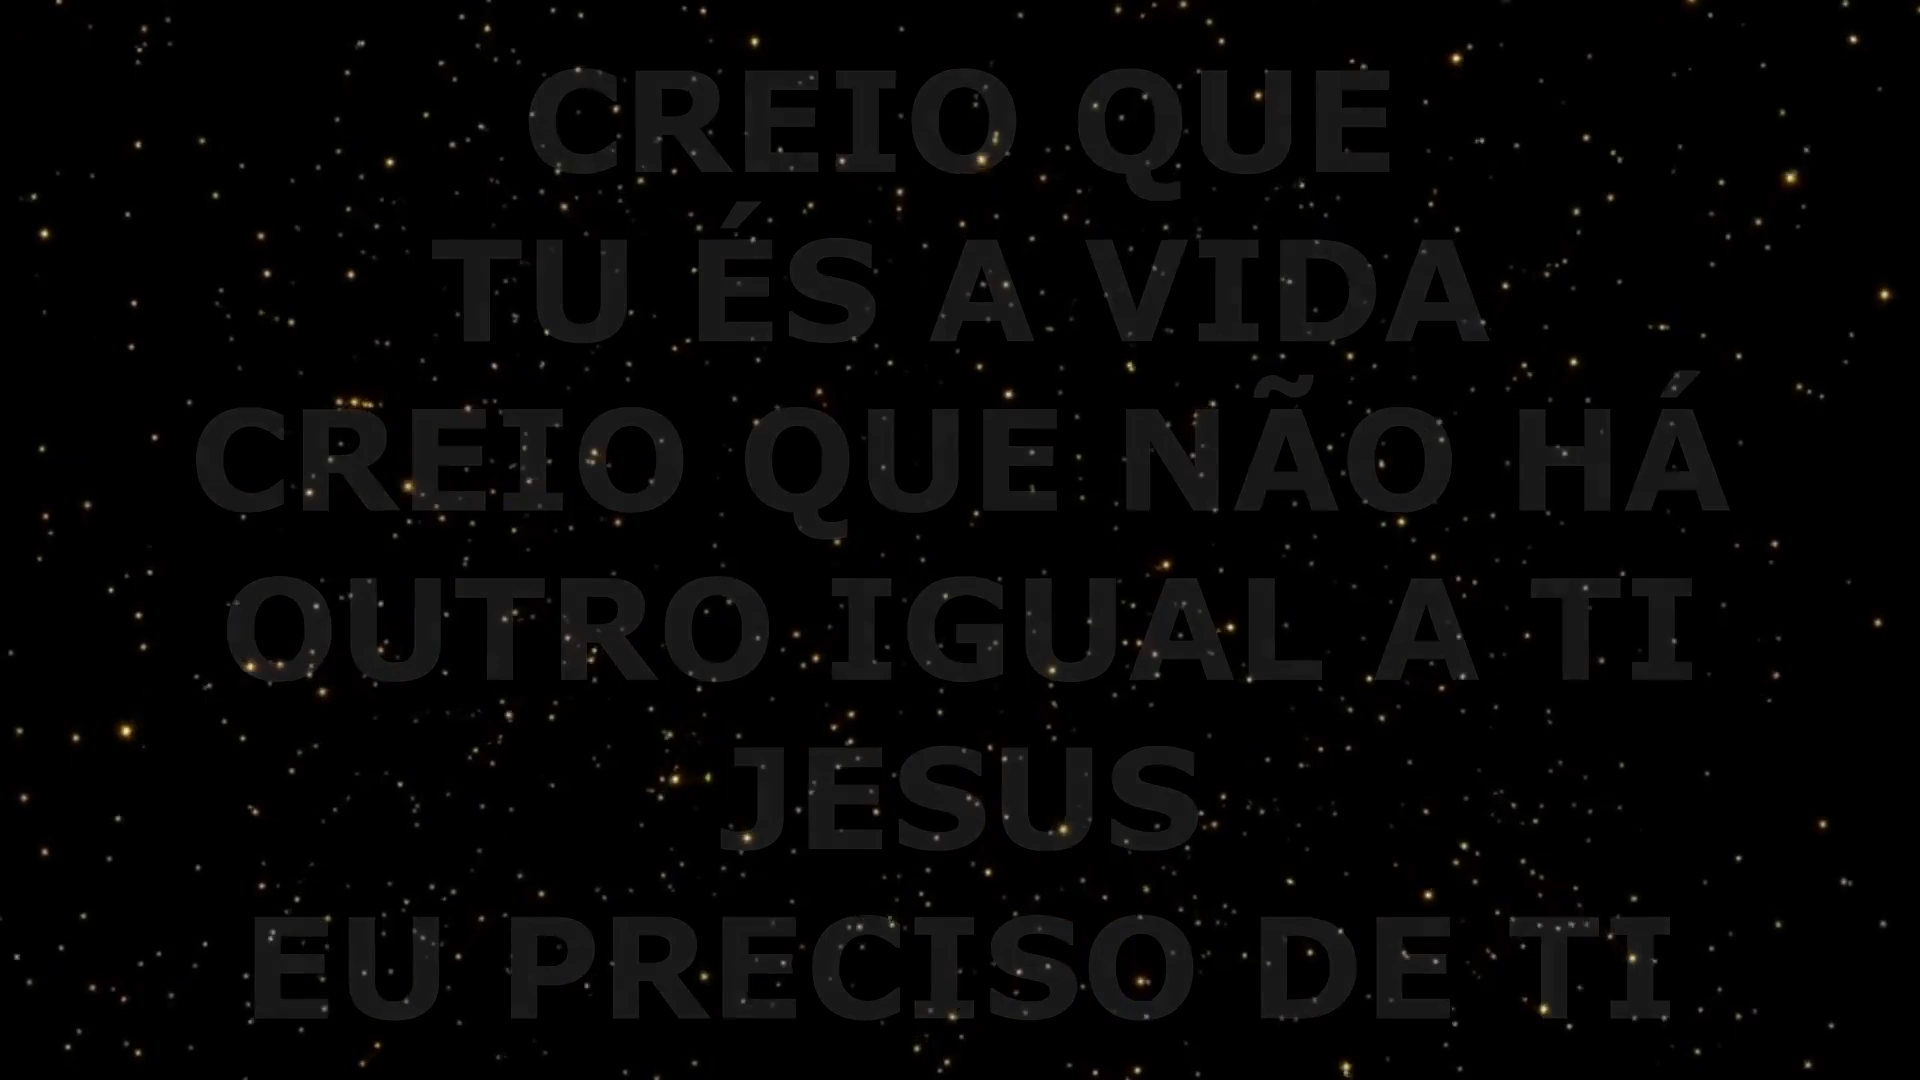 CREIO QUE
TU ÉS A VIDA
CREIO QUE NÃO HÁ
OUTRO IGUAL A TI
JESUS
EU PRECISO DE TI